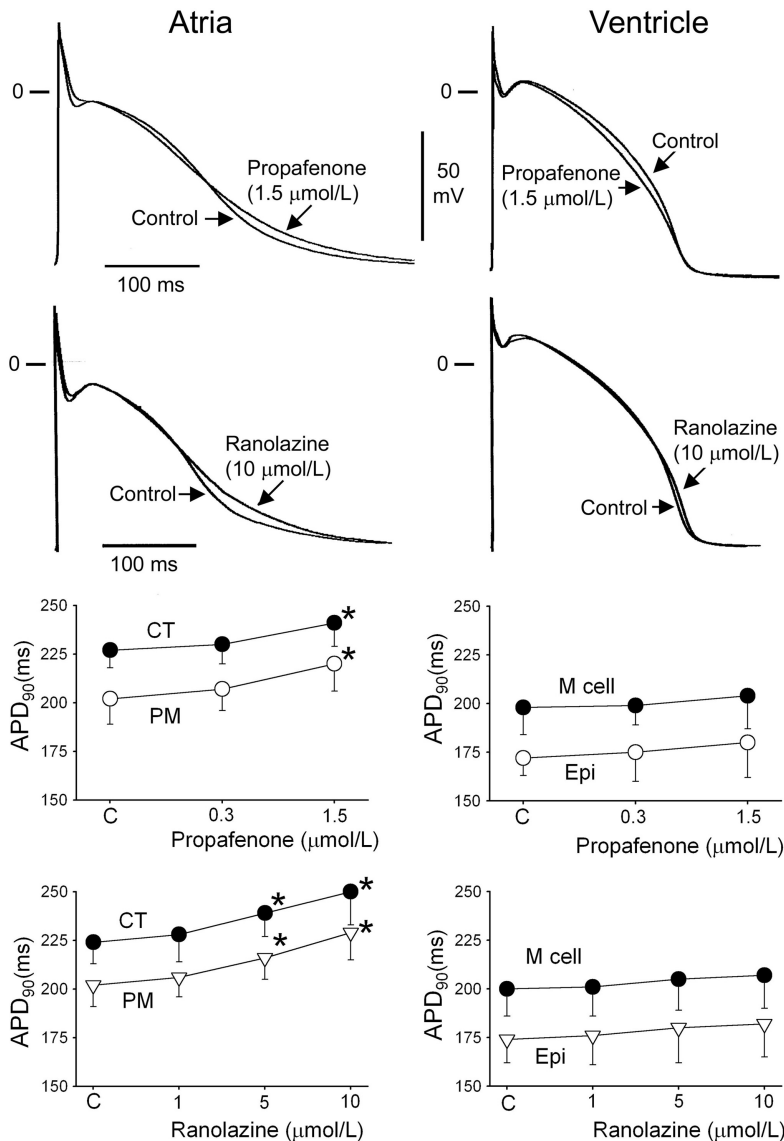 Atria
Ventricle
0
Propafenone
(1.5 μmol/L)
Control
100 ms
50
mV
0
Control
Propafenone
(1.5 μmol/L)
0
Ranolazine
(10 μmol/L)
Control
100 ms
Ranolazine
(10 μmol/L)
Control
APD90(ms)
250
225
200
175
150
CT
PM
*
*
C
0.3
1.5
Propafenone (μmol/L)
APD90(ms)
250
225
200
175
150
M cell
Epi
C
0.3
1.5
Propafenone (μmol/L)
APD90(ms)
250
225
200
175
150
CT
PM
*
*
*
*
C
1
5
10
Ranolazine (μmol/L)
APD90(ms)
250
225
200
175
150
M cell
Epi
C
1
5
10
Ranolazine (μmol/L)